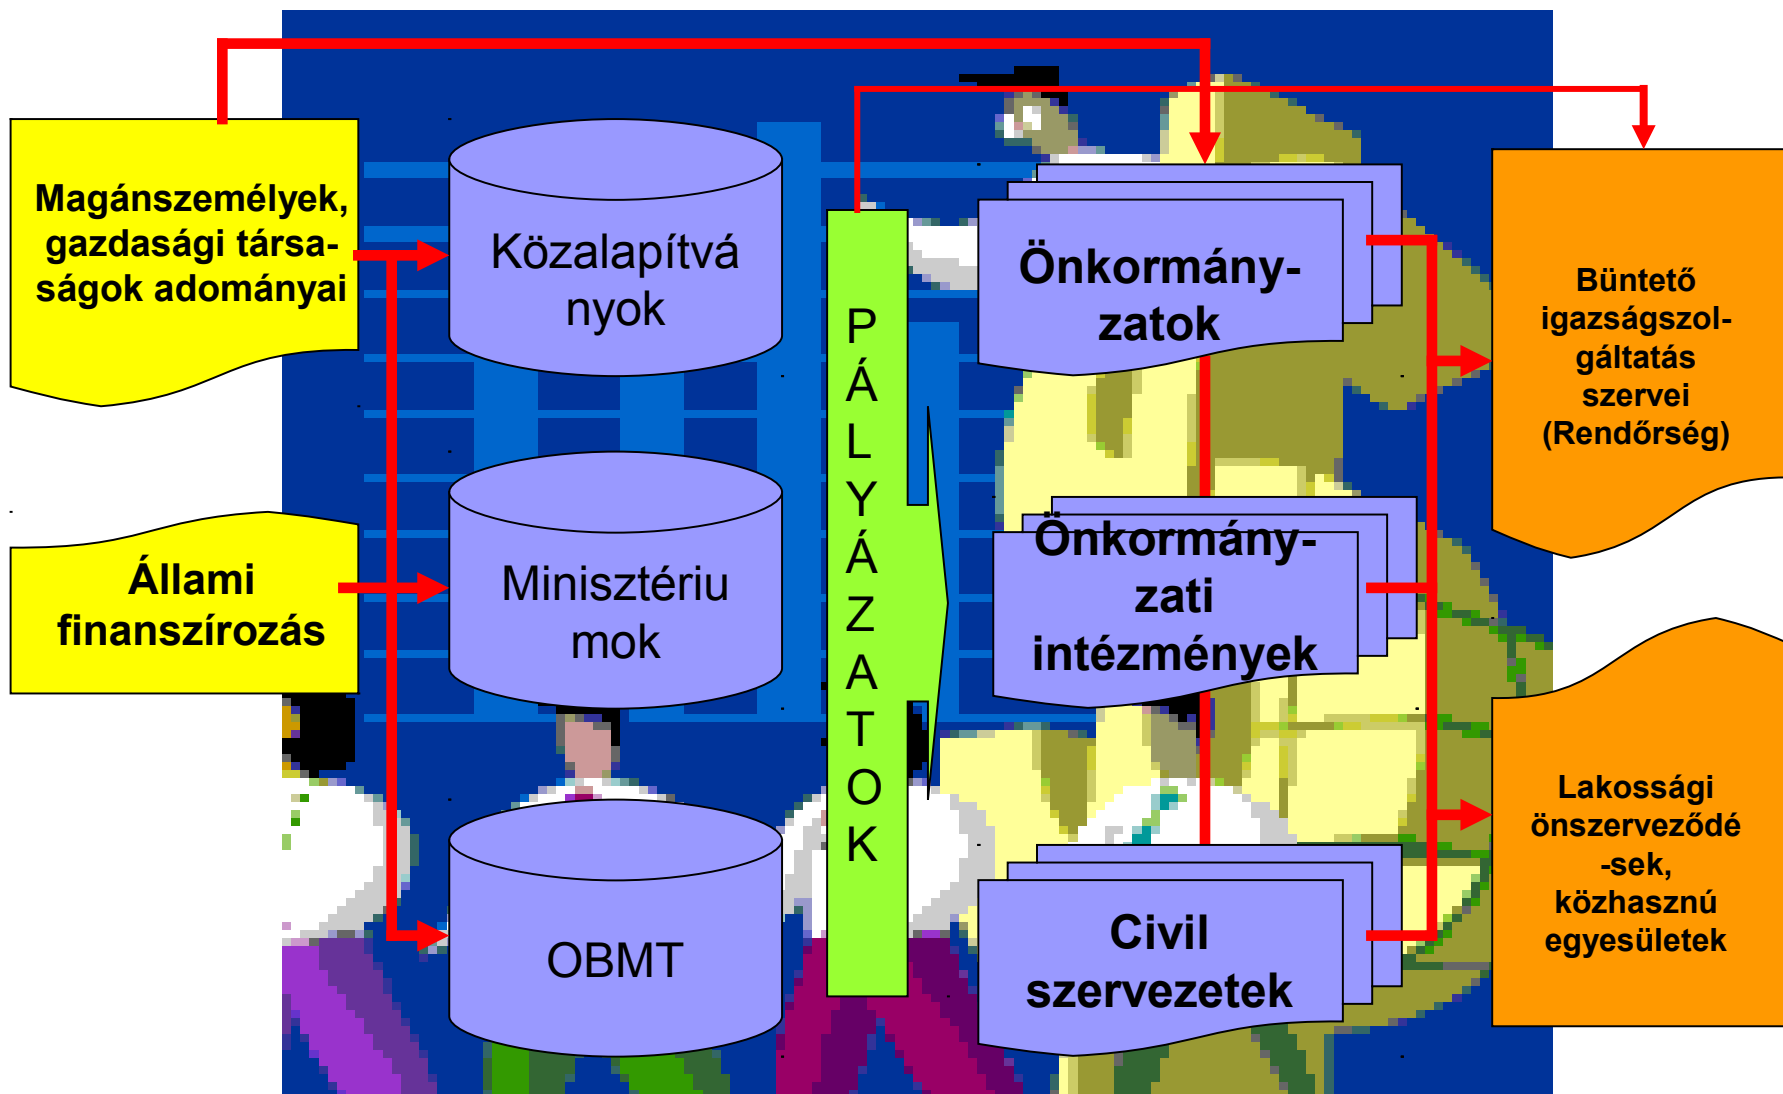 Magánszemélyek,
gazdasági társa-
ságok adományai
Állami
finanszírozás
Közalapítvá
nyok
Minisztériu
mok
OBMT
P
Á
L
Y
Á
Z
A
T
O
K
Önkormány-
zatok
Önkormány-
zati
intézmények
Civil
szervezetek
Büntető
igazságszol-
gáltatás
szervei
(Rendőrség)
Lakossági
önszerveződé
-sek,
közhasznú
egyesületek